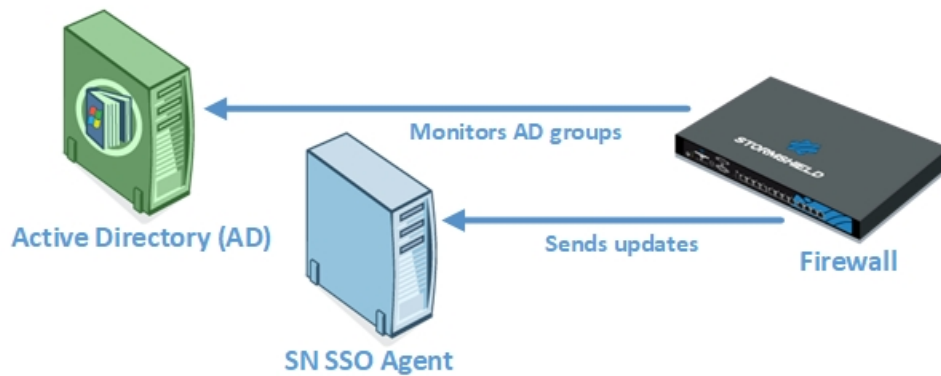 Monitors AD groups
STORMSHIELD
Active Directory (AD)
Sends updates
Firewall
SN SSO Agent